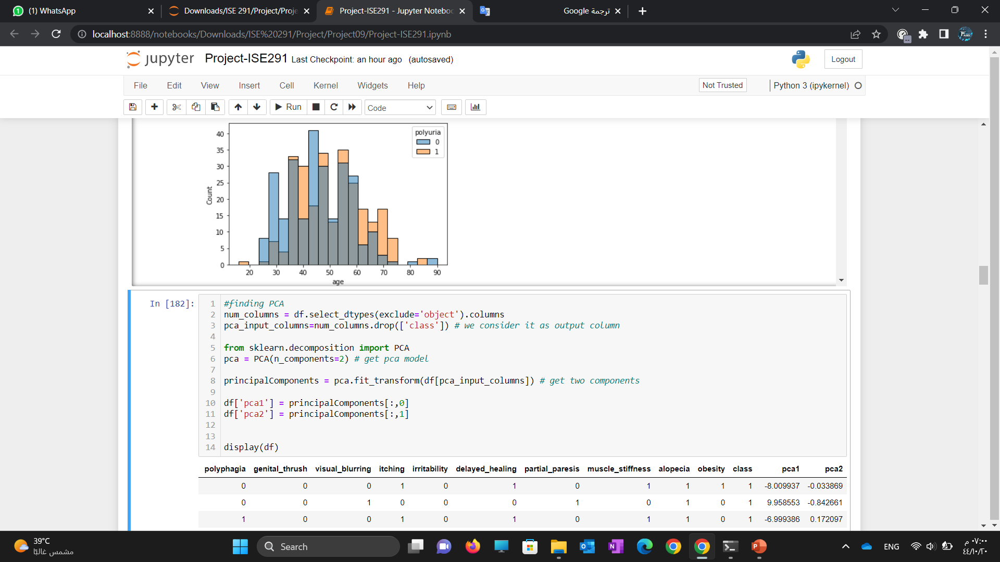 (1) WhatsApp
Downloads/ISE 291/Project/Proje
Project-ISE291 - Jupyter Noteboo
ترجمة Google
localhost:8888/notebooks/Downloads/ISE%20291/Project/Project09/Project-ISE291.ipynb
jupyter Project-ISE291 Last Checkpoint: an hour ago (autosaved)
Logout
File Edit View Insert Cell Kernel Widgets Help
Not Trusted
Python 3 (ipykernel)
Run
Code
polyuria
0
1
40
35
30
25
20
15
10
5
0
Count
20 30 40 50 60 70 80 90
age
In [182]:
1 #finding PCA
2 num_columns = df.select_dtypes(exclude='object').columns
3 pca_input_columns=num_columns.drop(['class']) # we consider it as output column
4
5 from sklearn.decomposition import PCA
6 pca = PCA(n_components=2) # get pca model
7
8 principalComponents = pca.fit_transform(df[pca_input_columns]) # get two components
9
10 df['pca1'] = principalComponents[:,0]
11 df['pca2'] = principalComponents[:,1]
12
13
14 display(df)
polyphagia genital_thrush visual_blurring itching irritability delayed_healing partial_paresis muscle_stiffness alopecia obesity class pca1 pca2
0 0 0 1 0 1 0 1 1 1 1 -8.009937 -0.033869
0 0 1 0 0 0 1 0 1 0 1 9.958553 -0.842661
1 0 0 1 0 1 0 1 1 0 1 -6.999386 0.172097
39°C
مشمس غالبًا
Search
ENG
٠٧:٠٠ م
٤٤/١٠/٢٠